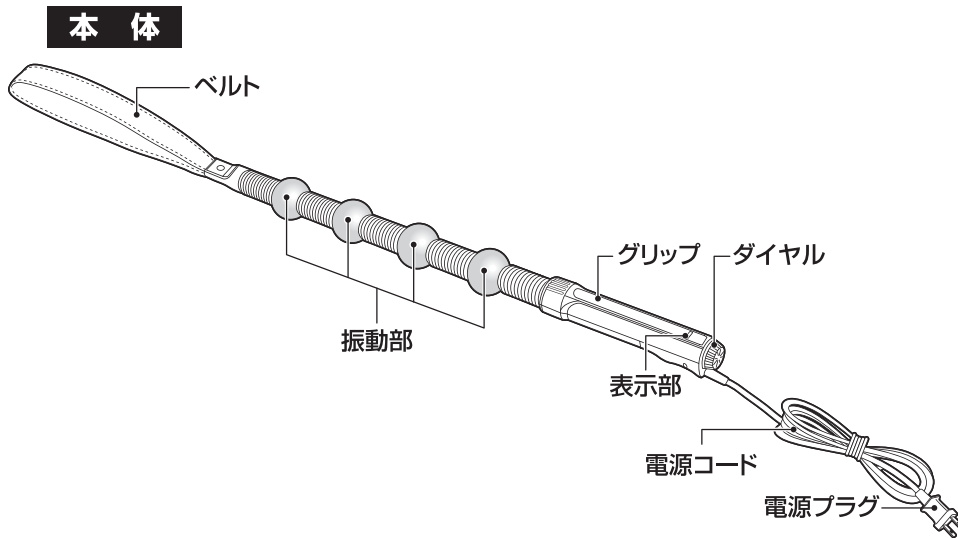 本 体
ベルト
グリップ
ダイヤル
振動部
表示部
電源コード
電源プラグ